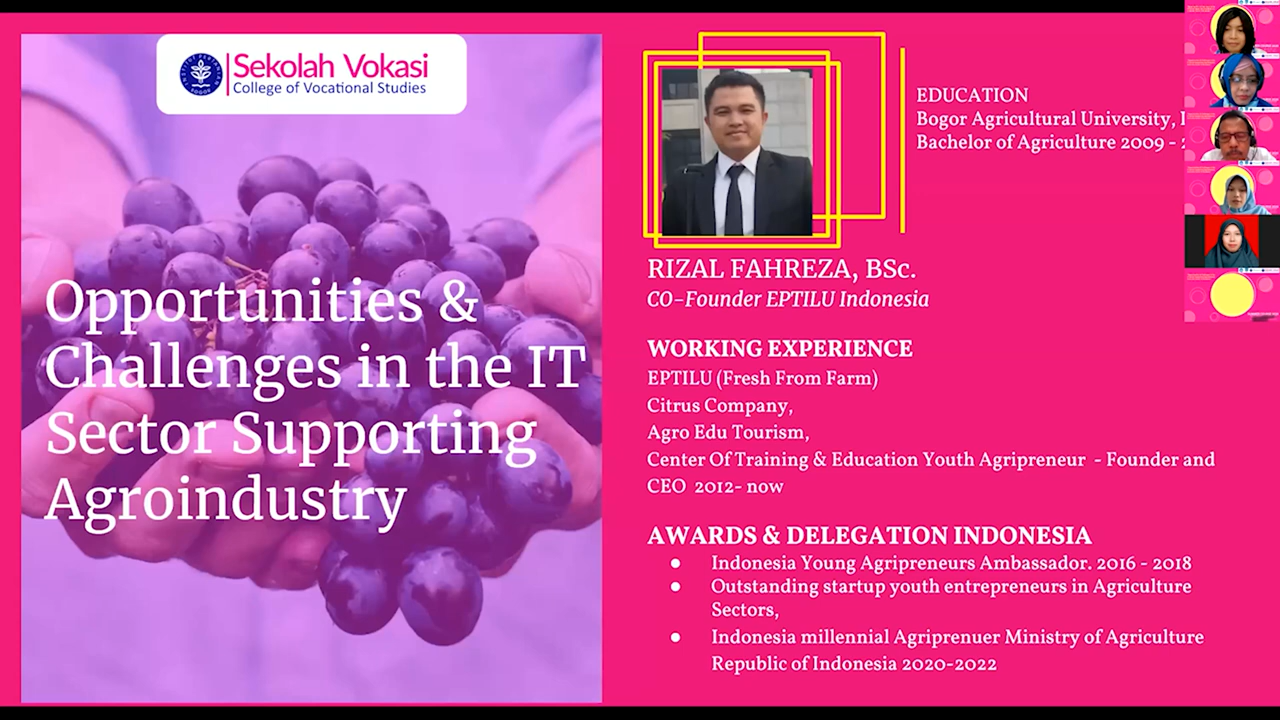 Sekolah Vokasi
College of Vocational Studies
Opportunities &
Challenges in the IT
Sector Supporting
Agroindustry
EDUCATION
Bogor Agricultural University,
Bachelor of Agriculture 2009 -
RIZAL FAHREZA, BSc.
CO-Founder EPTILU Indonesia
WORKING EXPERIENCE
EPTILU (Fresh From Farm)
Citrus Company,
Agro Edu Tourism,
Center Of Training & Education Youth Agripreneur - Founder and
CEO 2012- now
AWARDS & DELEGATION INDONESIA
● Indonesia Young Agripreneurs Ambassador. 2016 - 2018
● Outstanding startup youth entrepreneurs in Agriculture
Sectors,
● Indonesia millennial Agriprenuer Ministry of Agriculture
Republic of Indonesia 2020-2022